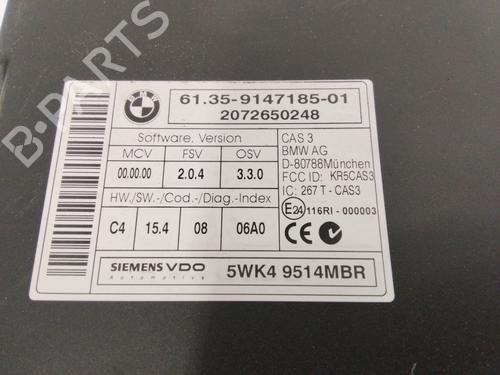 B-PARTS
BMW
61.35-9147185-01
2072650248
Software, Version
MCV FSV OSV
00.00.00 2.0.4 3.3.0
HW./SW.-/Cod.-/Diag.-Index
C4 15.4 08 06A0
CAS 3
BMW AG
D-80788München
FCC ID: KR5CAS3
IC: 267 T - CAS3
E24 116RI - 000003
SIEMENS VDO
Automotive
5WK4 9514MBR